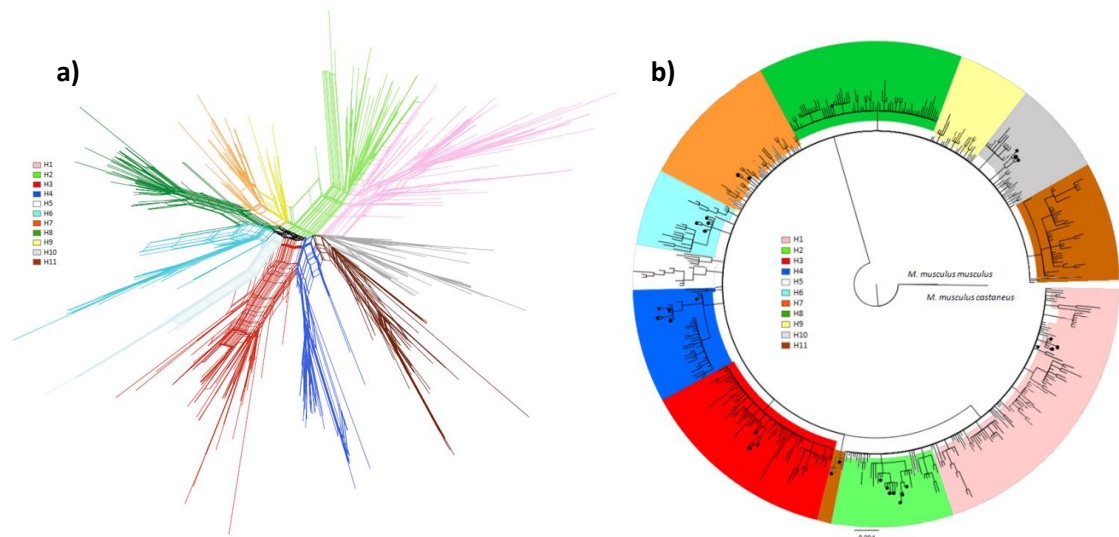 a)
H1
H2
H3
H4
H5
H6
H7
H8
H9
H10
H11
b)
H1
H2
H3
H4
H5
H6
H7
H8
H9
H10
H11
M. musculus musculus
M. musculus castaneus